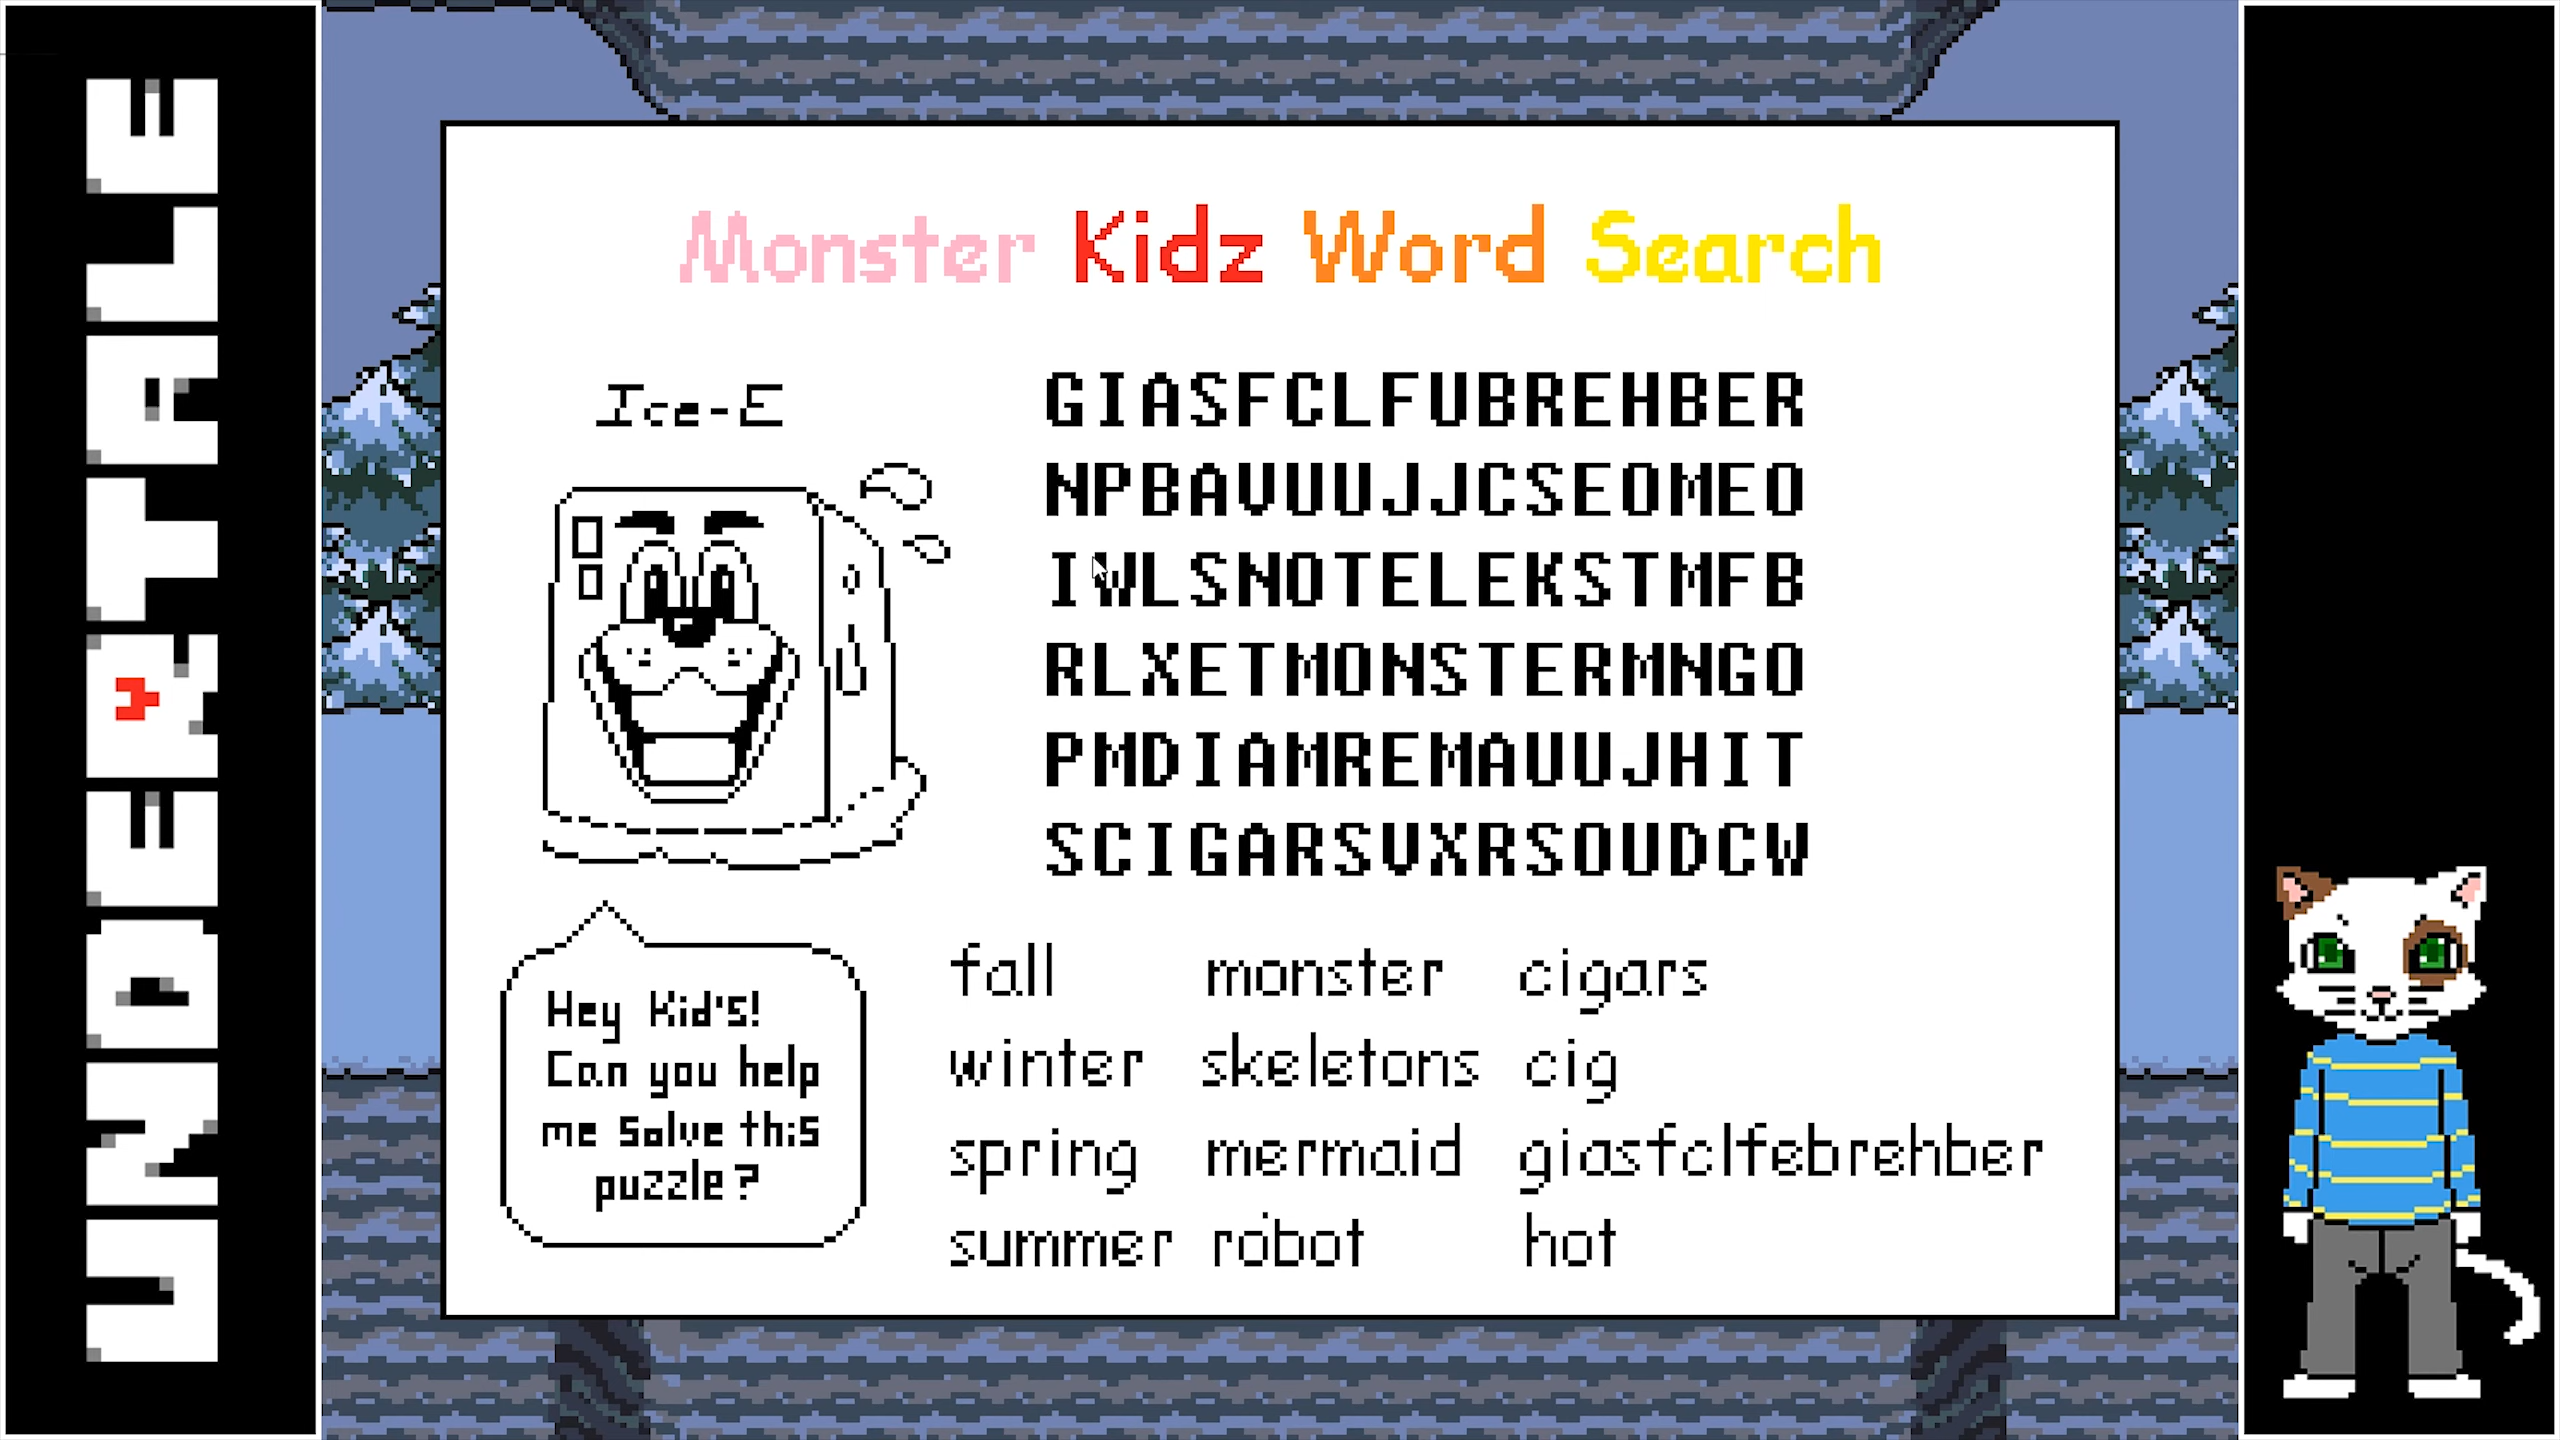 UNDERTALE
Monster Kidz Word Search
Ice-E
GIASFCLFUBREHBER
NPBAVUUJJCSEOMEO
IWLSNOTELEKSTMFB
RLXETMONSTERMNGO
PMDIAMREMAUUJHIT
SCIGARSVXRSOUDCW
Hey Kid's!
Can you help
me Solve thiS
puzzle?
fall monster cigars
winter skeletons cig
spring mermaid giasfclfebrehber
summer robot hot